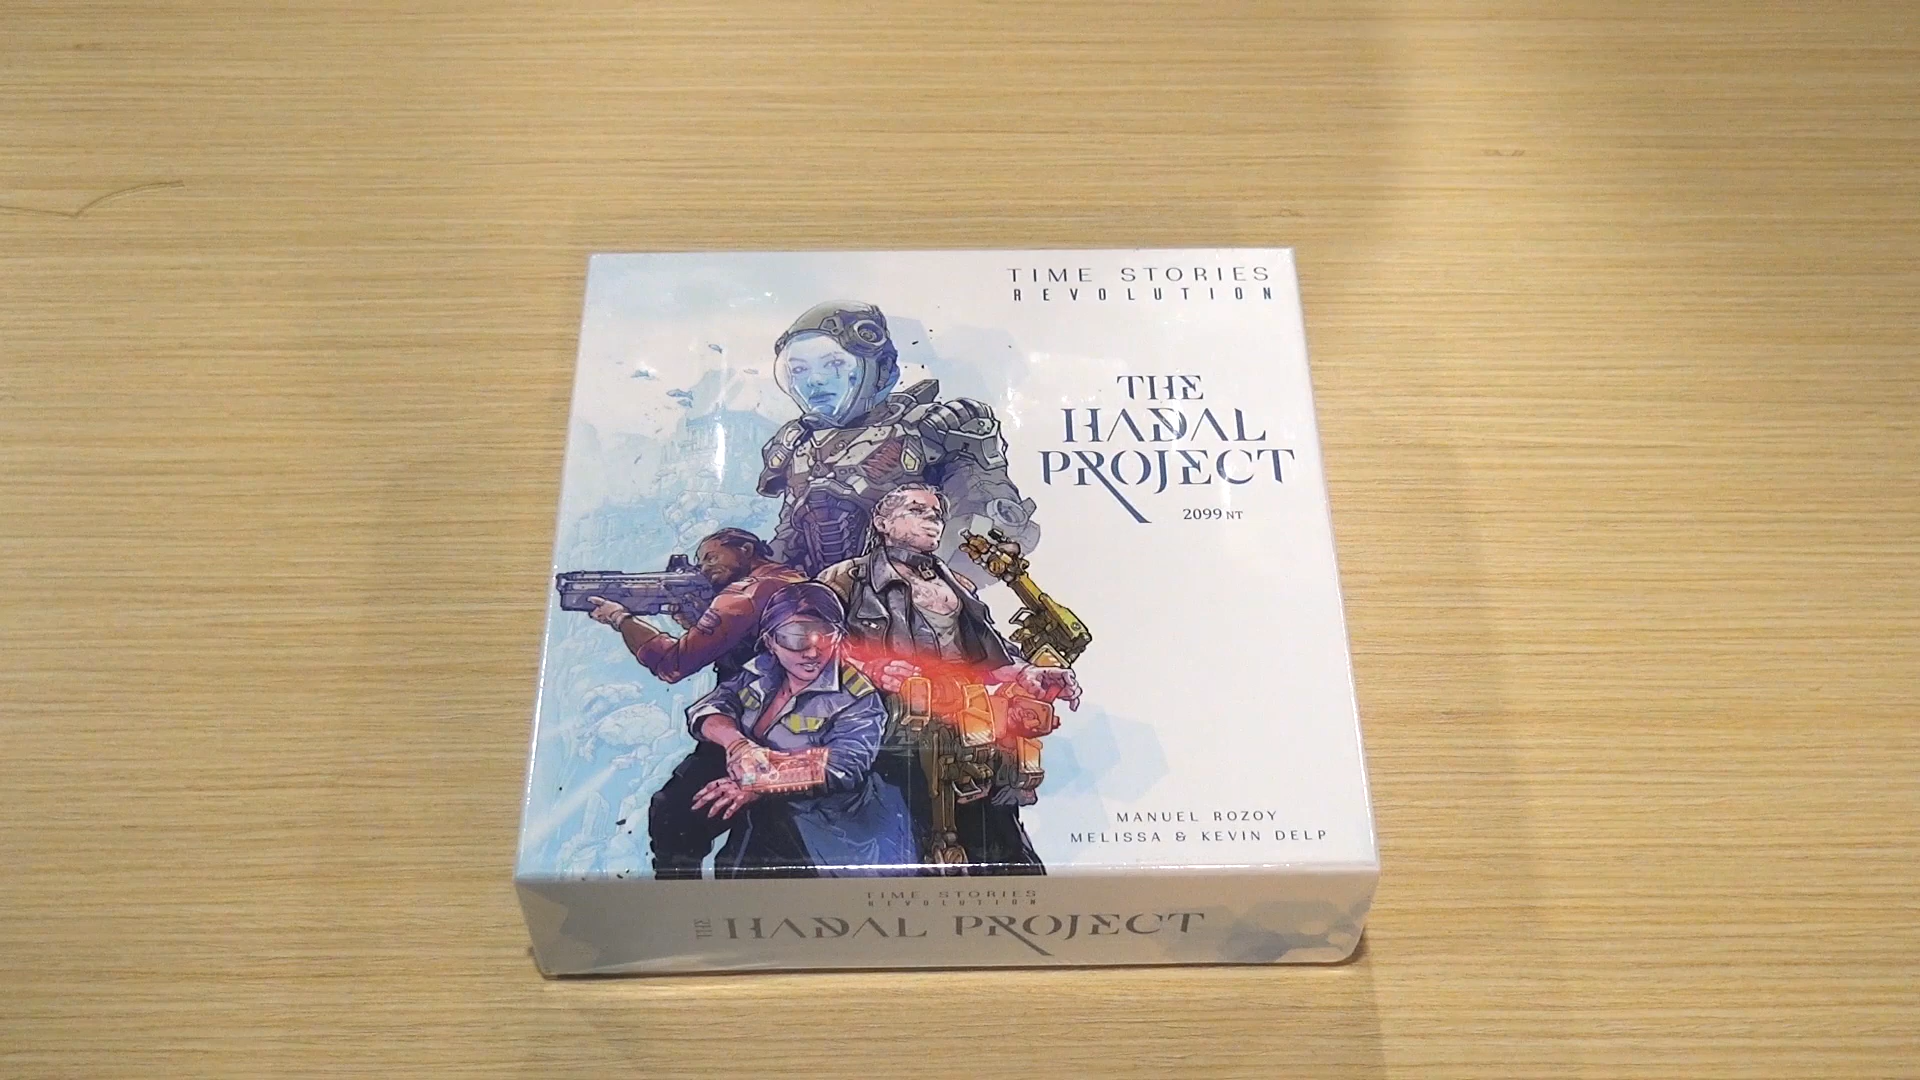 TIME STORIES
REVOLUTION
THE
HADAL
PROJECT
2099 NT
MANUEL ROZOY
MELISSA & KEVIN DELP
TIME STORIES
REVOLUTION
THE HADAL PROJECT